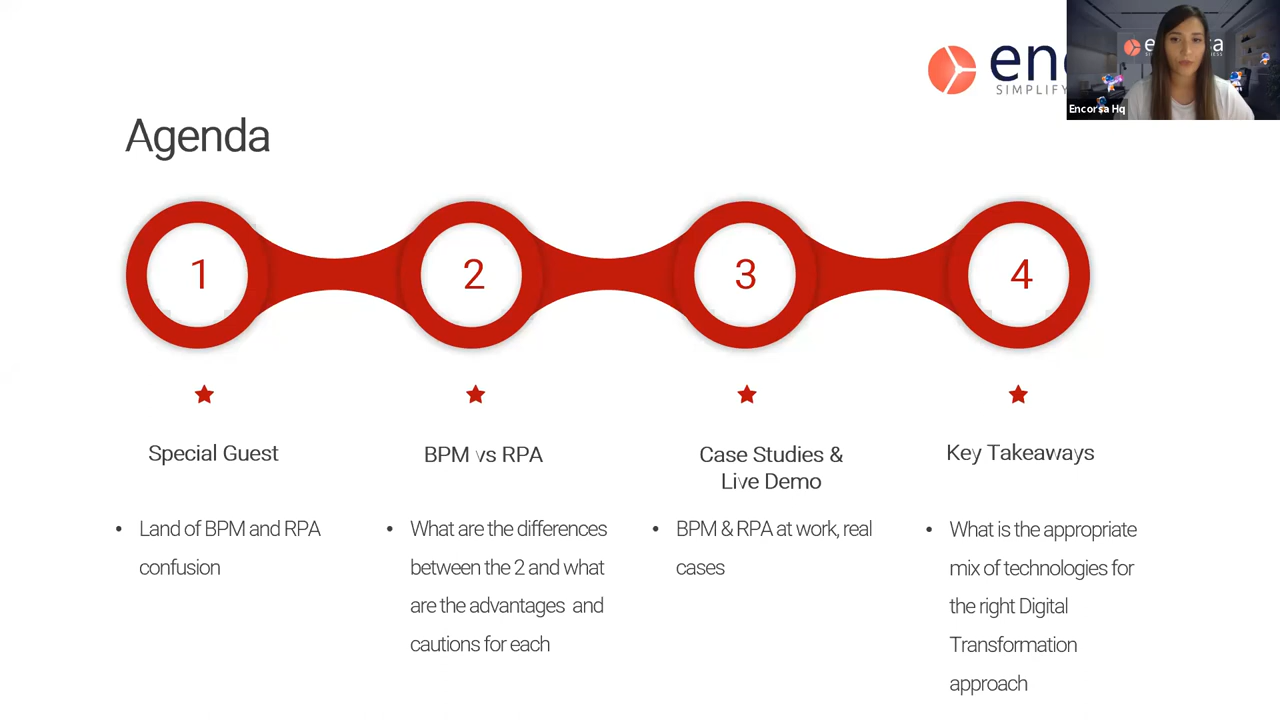 Agenda
Encorsa Hq
1
2
3
4
Special Guest
• Land of BPM and RPA
confusion
BPM vs RPA
• What are the differences
between the 2 and what
are the advantages and
cautions for each
Case Studies &
Live Demo
• BPM & RPA at work, real
cases
Key Takeaways
• What is the appropriate
mix of technologies for
the right Digital
Transformation
approach